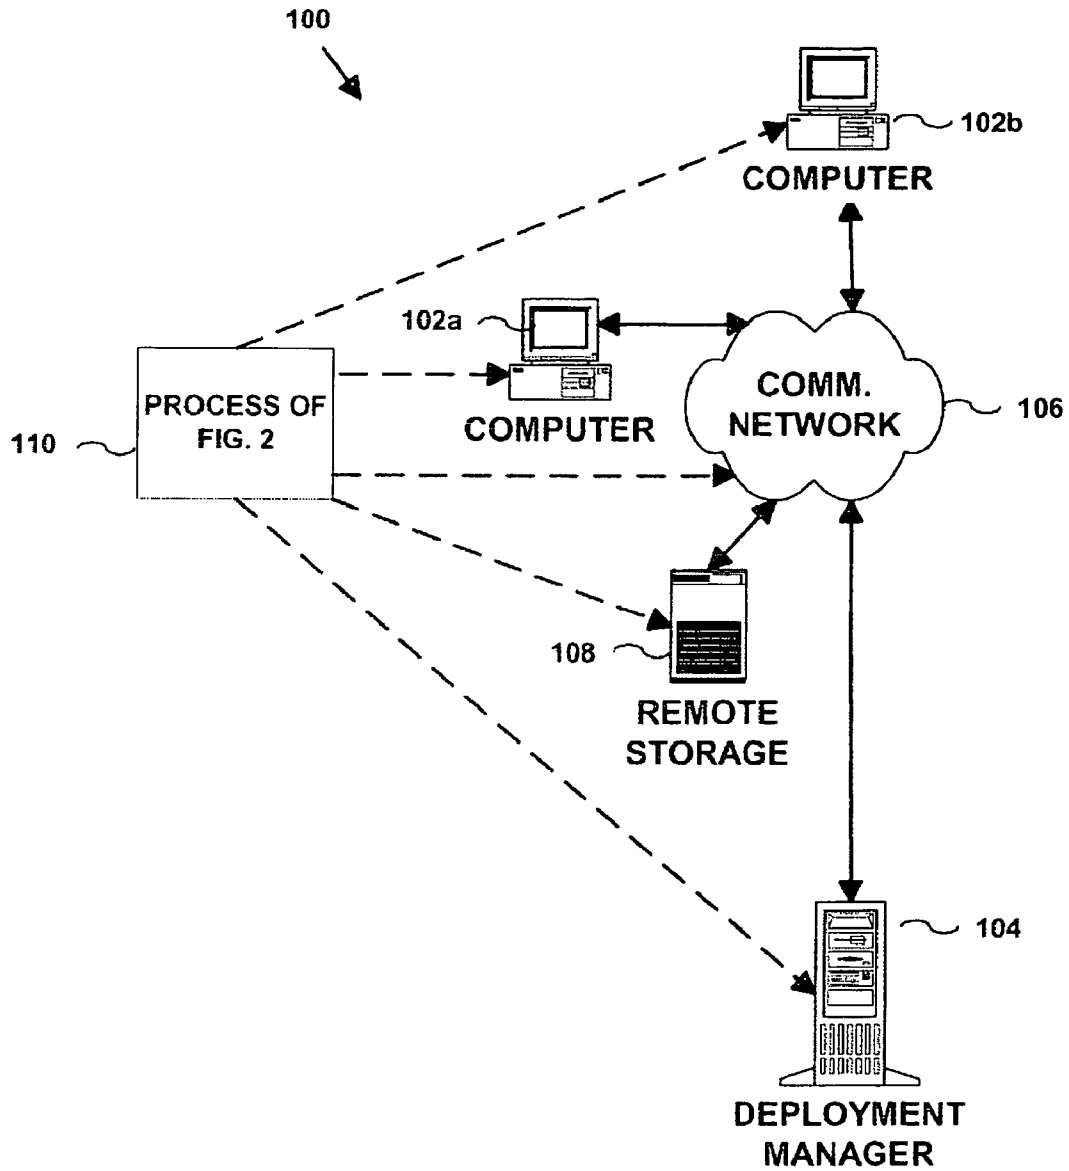 100
102b
COMPUTER
102a
COMPUTER
COMM.
NETWORK
106
PROCESS OF
FIG. 2
110
108
REMOTE
STORAGE
104
DEPLOYMENT
MANAGER